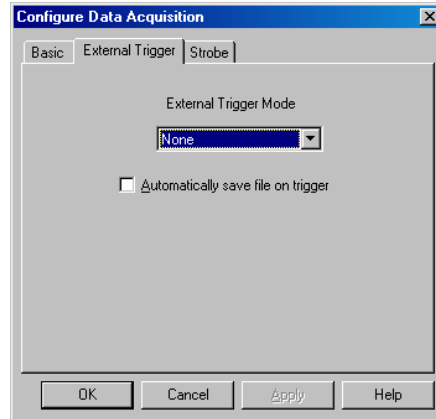 Configure Data Acquisition
Basic External Trigger Strobe
External Trigger Mode
None
Automatically save file on trigger
OK Cancel Apply Help